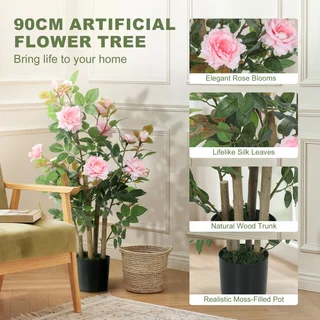 90CM ARTIFICIAL
FLOWER TREE
Bring life to your home
Elegant Rose Blooms
Lifelike Silk Leaves
Natural Wood Trunk
Realistic Moss-Filled Pot